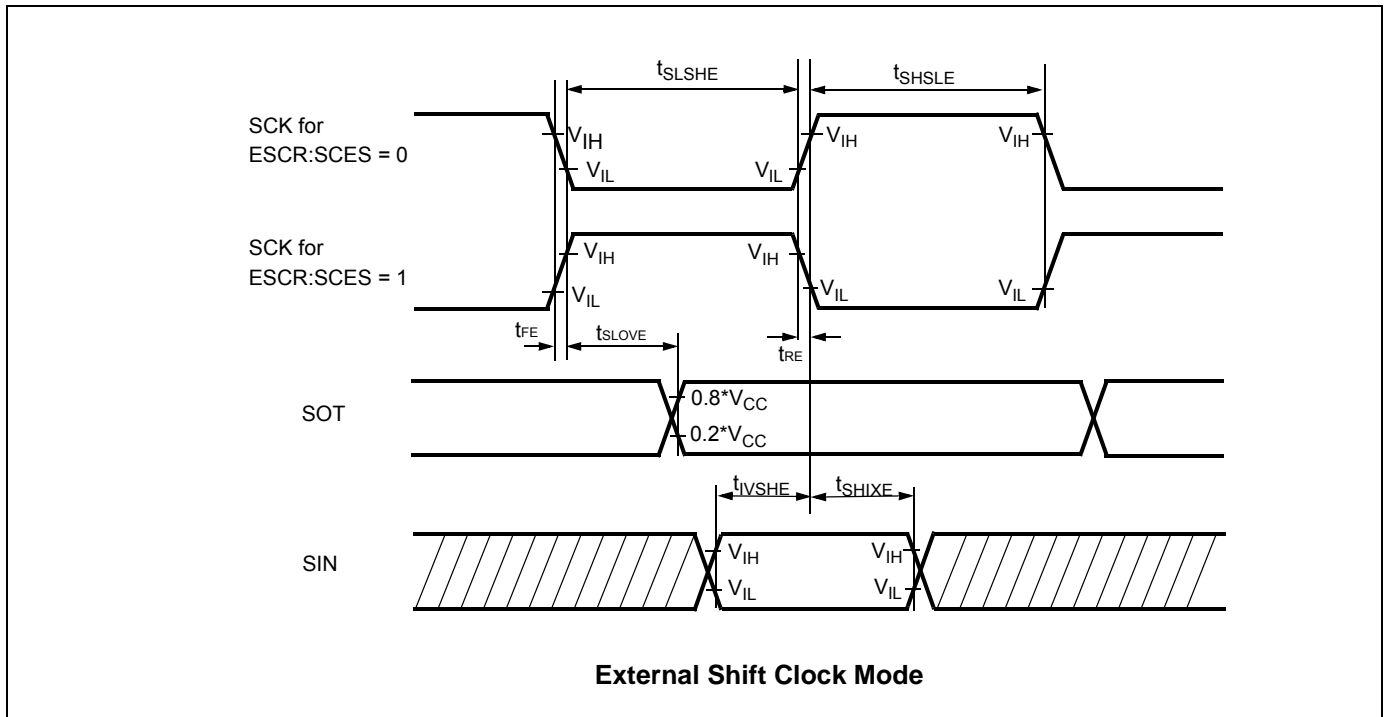 tSLSHE
tSHSLE
SCK for
ESCR:SCES = 0
VIH
VIL
VIL
VIH
VIH
SCK for
ESCR:SCES = 1
VIH
VIL
VIH
VIL
VIL
tFE
tSLOVE
tRE
SOT
0.8*VCC
0.2*VCC
tIVSHE
tSHIXE
SIN
VIH
VIL
VIH
VIL
External Shift Clock Mode